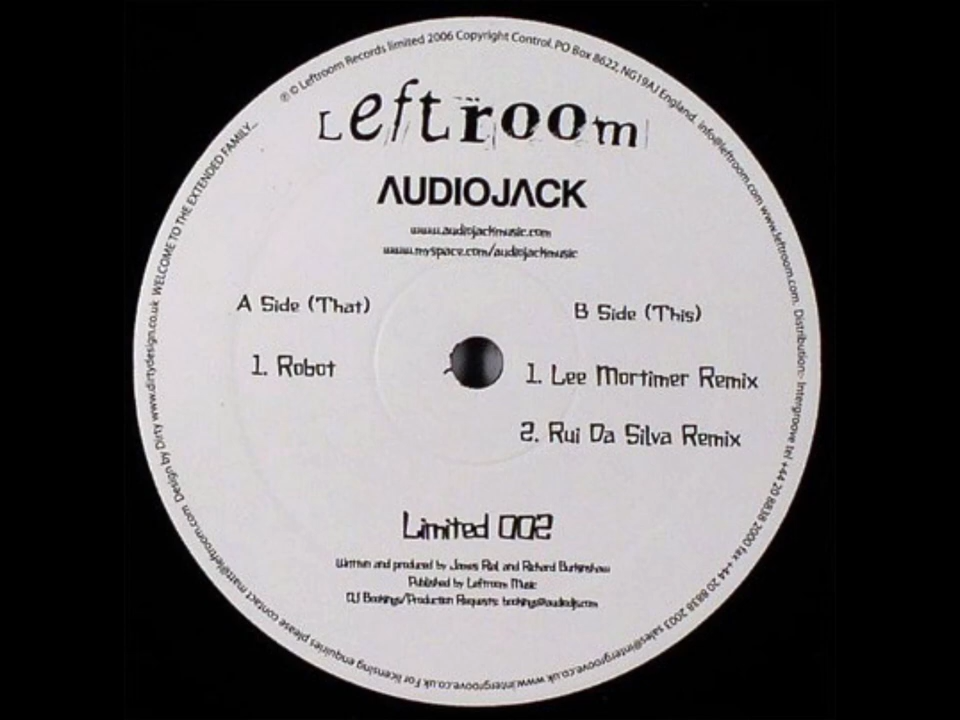 ℗ © Leftroom Records limited 2006 Copyright Control. PO Box 8622, NG19AJ England. info@leftroom.com www.leftroom.com. Distribution:- Intergroove tel +44 20 8838 2000 fax +44 20 8838 2003 sales@intergroove.co.uk www.intergroove.co.uk For licensing enquiries please contact matt@leftroom.com Design by Dirty www.dirtydesign.co.uk WELCOME TO THE EXTENDED FAMILY...
Leftroom
AUDIOJACK
www.audiojackmusic.com
www.myspace.com/audiojackmusic
A Side (That)
1. Robot
B Side (This)
1. Lee Mortimer Remix
2. Rui Da Silva Remix
Limited 002
Written and produced by James Rial and Richard Burkinshaw
Published by Leftroom Music
DJ Bookings/Production Requests: bookings@audiodjs.com